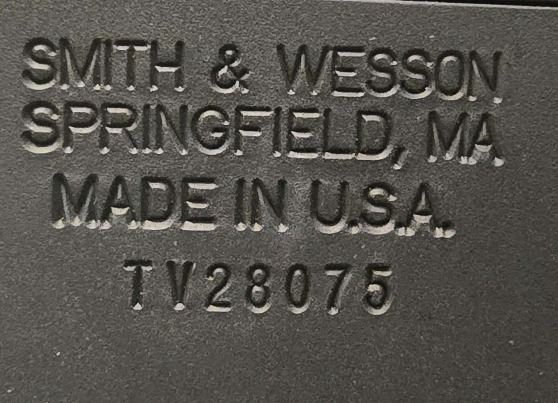 SMITH & WESSON
SPRINGFIELD, MA
MADE IN U.S.A.
TV28075